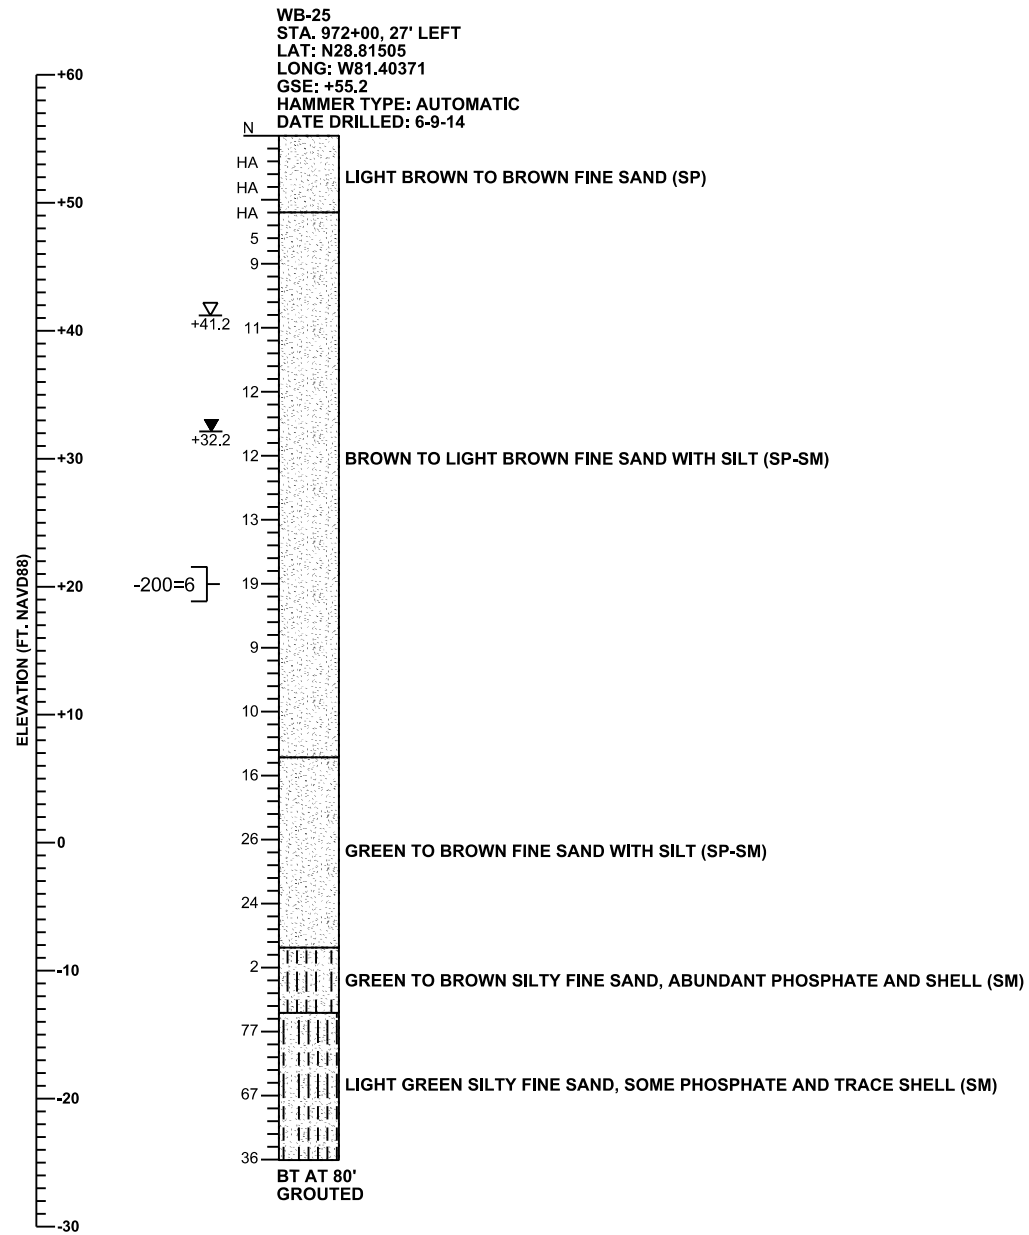 WB-25
STA. 972+00, 27' LEFT
LAT: N28.81505
LONG: W81.40371
GSE: +55.2
HAMMER TYPE: AUTOMATIC
DATE DRILLED: 6-9-14
+60
N
HA
LIGHT BROWN TO BROWN FINE SAND (SP)
HA
+50
HA
5
9
+41.2
11
+40
12
+32.2
12
+30
BROWN TO LIGHT BROWN FINE SAND WITH SILT (SP-SM)
13
ELEVATION (FT. NAVD88)
+20
-200=6
19
9
+10
10
16
26
0
GREEN TO BROWN FINE SAND WITH SILT (SP-SM)
24
2
-10
GREEN TO BROWN SILTY FINE SAND, ABUNDANT PHOSPHATE AND SHELL (SM)
77
LIGHT GREEN SILTY FINE SAND, SOME PHOSPHATE AND TRACE SHELL (SM)
67
-20
36
BT AT 80'
GROUTED
-30